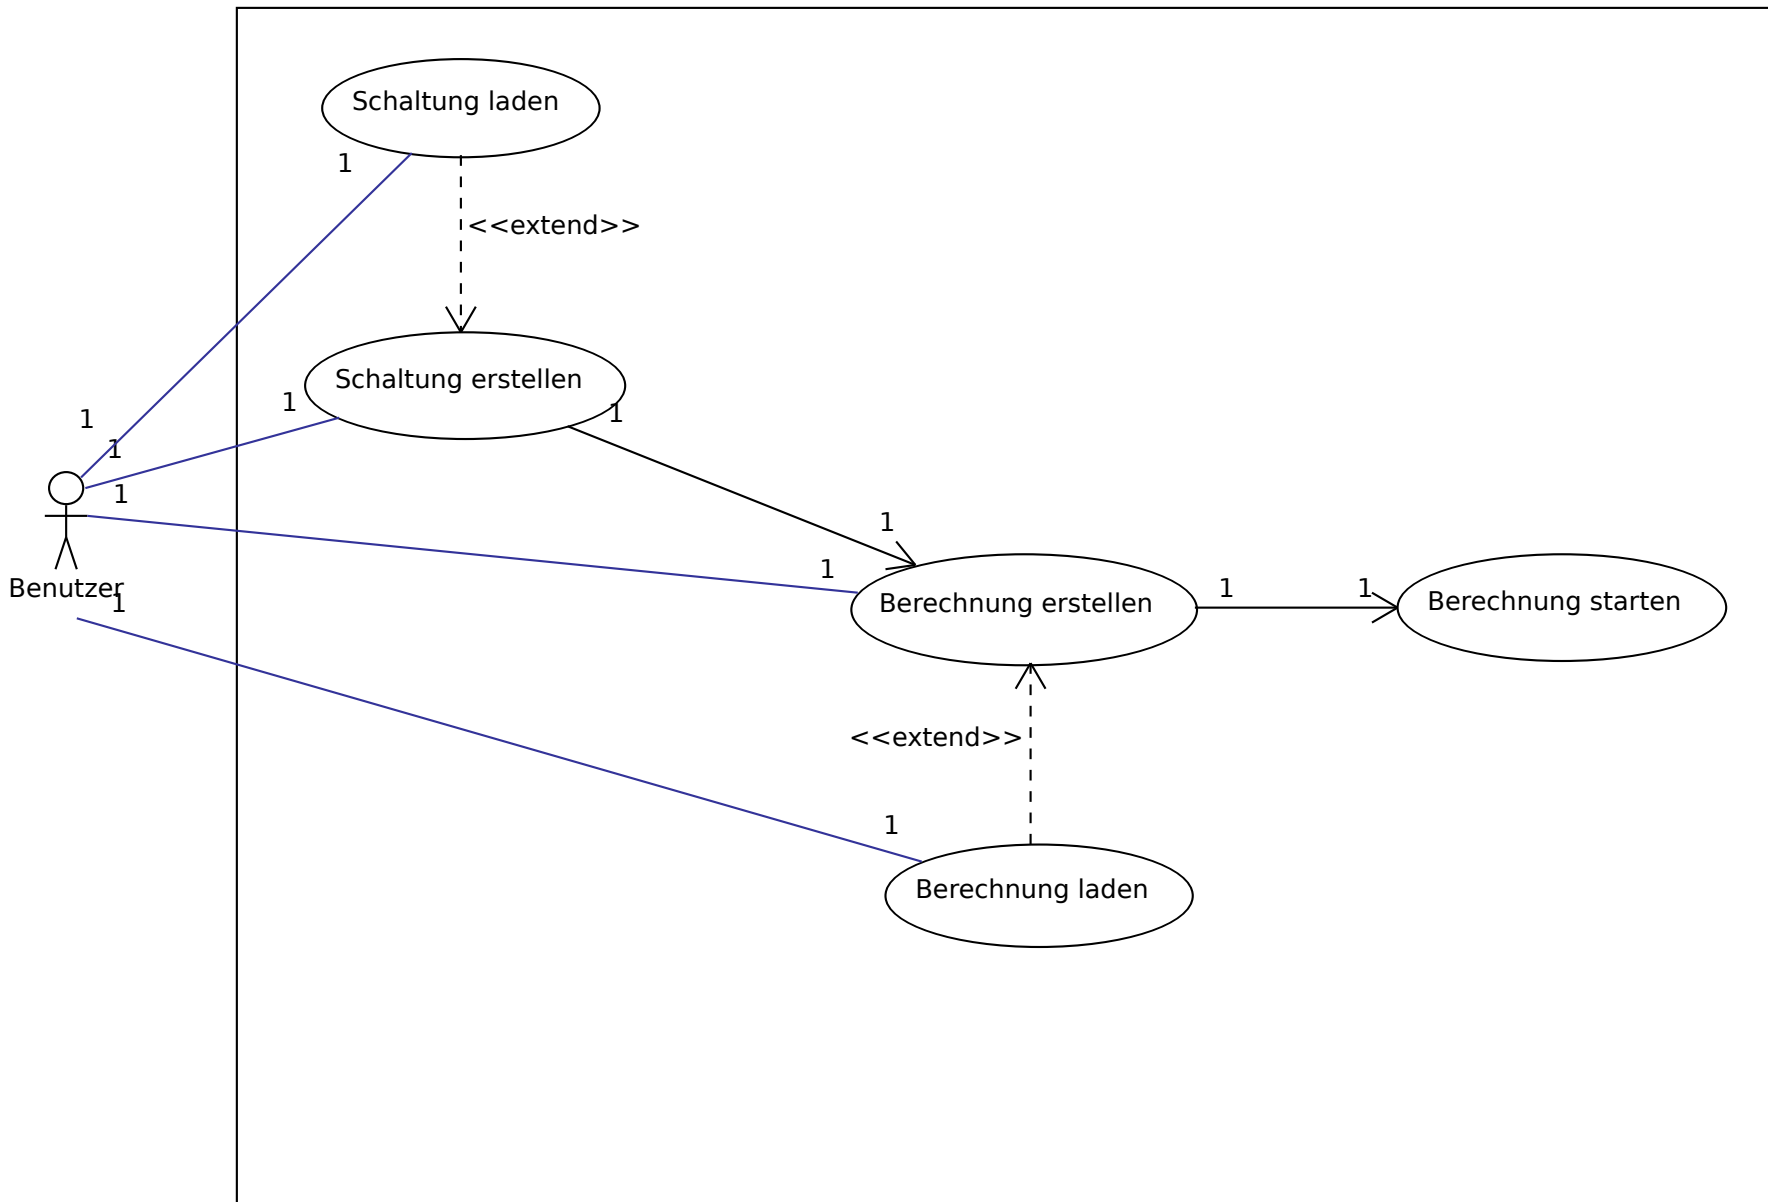 Schaltung laden
1
<<extend>>
Schaltung erstellen
1
1
1
1
1
1
1
Benutzer
1
Berechnung erstellen
1
1
Berechnung starten
<<extend>>
1
Berechnung laden